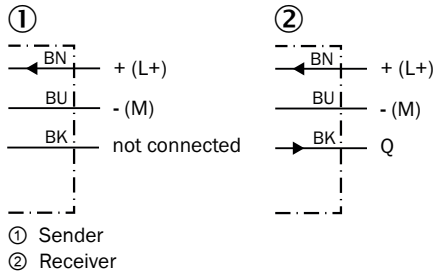 ① ②
BN + (L+) BN + (L+)
BU - (M) BU - (M)
BK not connected BK Q
① Sender
② Receiver